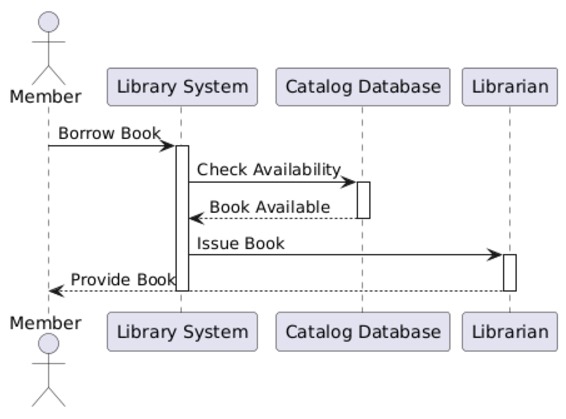 Member
Library System
Catalog Database
Librarian
Borrow Book
Check Availability
Book Available
Issue Book
Provide Book
Member
Library System
Catalog Database
Librarian